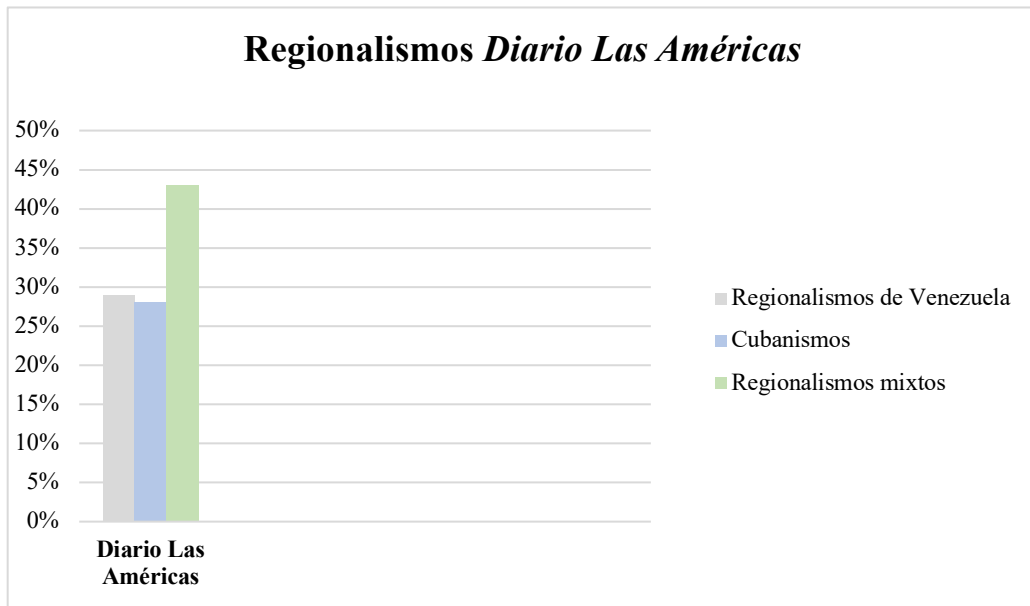 Regionalismos Diario Las Américas
50%
45%
40%
35%
30%
25%
20%
15%
10%
5%
0%
Diario Las
Américas
Regionalismos de Venezuela
Cubanismos
Regionalismos mixtos